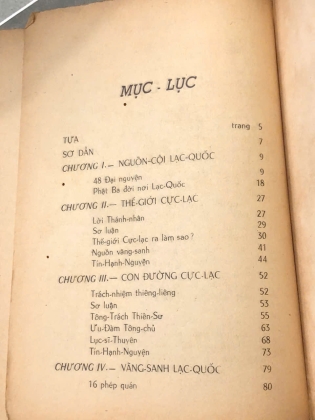 MỤC - LỤC
trang 5
TỰA 7
SƠ DẪN 9
CHƯƠNG I.— NGUỒN-CỘI LẠC-QUỐC 9
48 Đại nguyện 9
Phật Ba đời nơi Lạc-Quốc 18
CHƯƠNG II.— THẾ-GIỚI CỰC-LẠC 27
Lời Thánh-nhân 27
Sơ luận 29
Thế-giới Cực-lạc ra làm sao? 30
Nguồn vãng-sanh 41
Tín-Hạnh-Nguyện 44
CHƯƠNG III.— CON ĐƯỜNG CỰC-LẠC 52
Trách-nhiệm thiêng-liêng 52
Sơ luận 53
Tông-Trách Thiền-Sư 55
Ưu-Đàm Tông-chủ 63
Lục-sĩ-Thuyên 68
Tín-Hạnh-Nguyện 73
CHƯƠNG IV.— VÃNG-SANH LẠC-QUỐC 79
16 phép quán 80